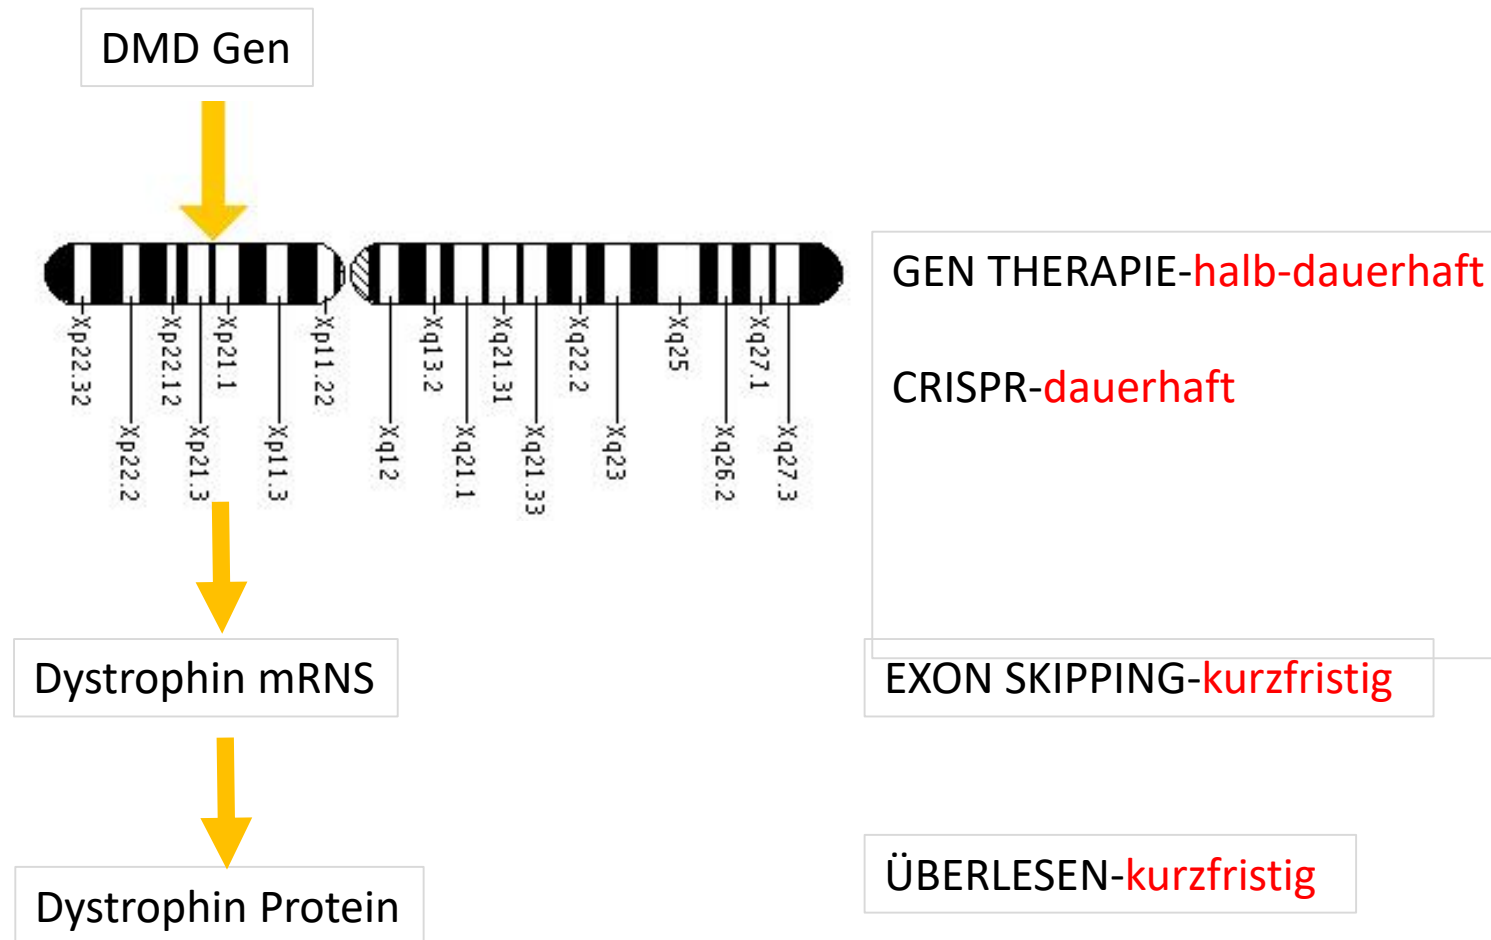 DMD Gen
GEN THERAPIE-halb-dauerhaft
CRISPR-dauerhaft
Xp22.32
Xp22.2
Xp22.12
Xp21.3
Xp21.1
Xp11.3
Xp11.22
Xq12
Xq13.2
Xq21.1
Xq21.31
Xq21.33
Xq22.2
Xq23
Xq25
Xq26.2
Xq27.1
Xq27.3
Dystrophin mRNS
EXON SKIPPING-kurzfristig
ÜBERLESEN-kurzfristig
Dystrophin Protein